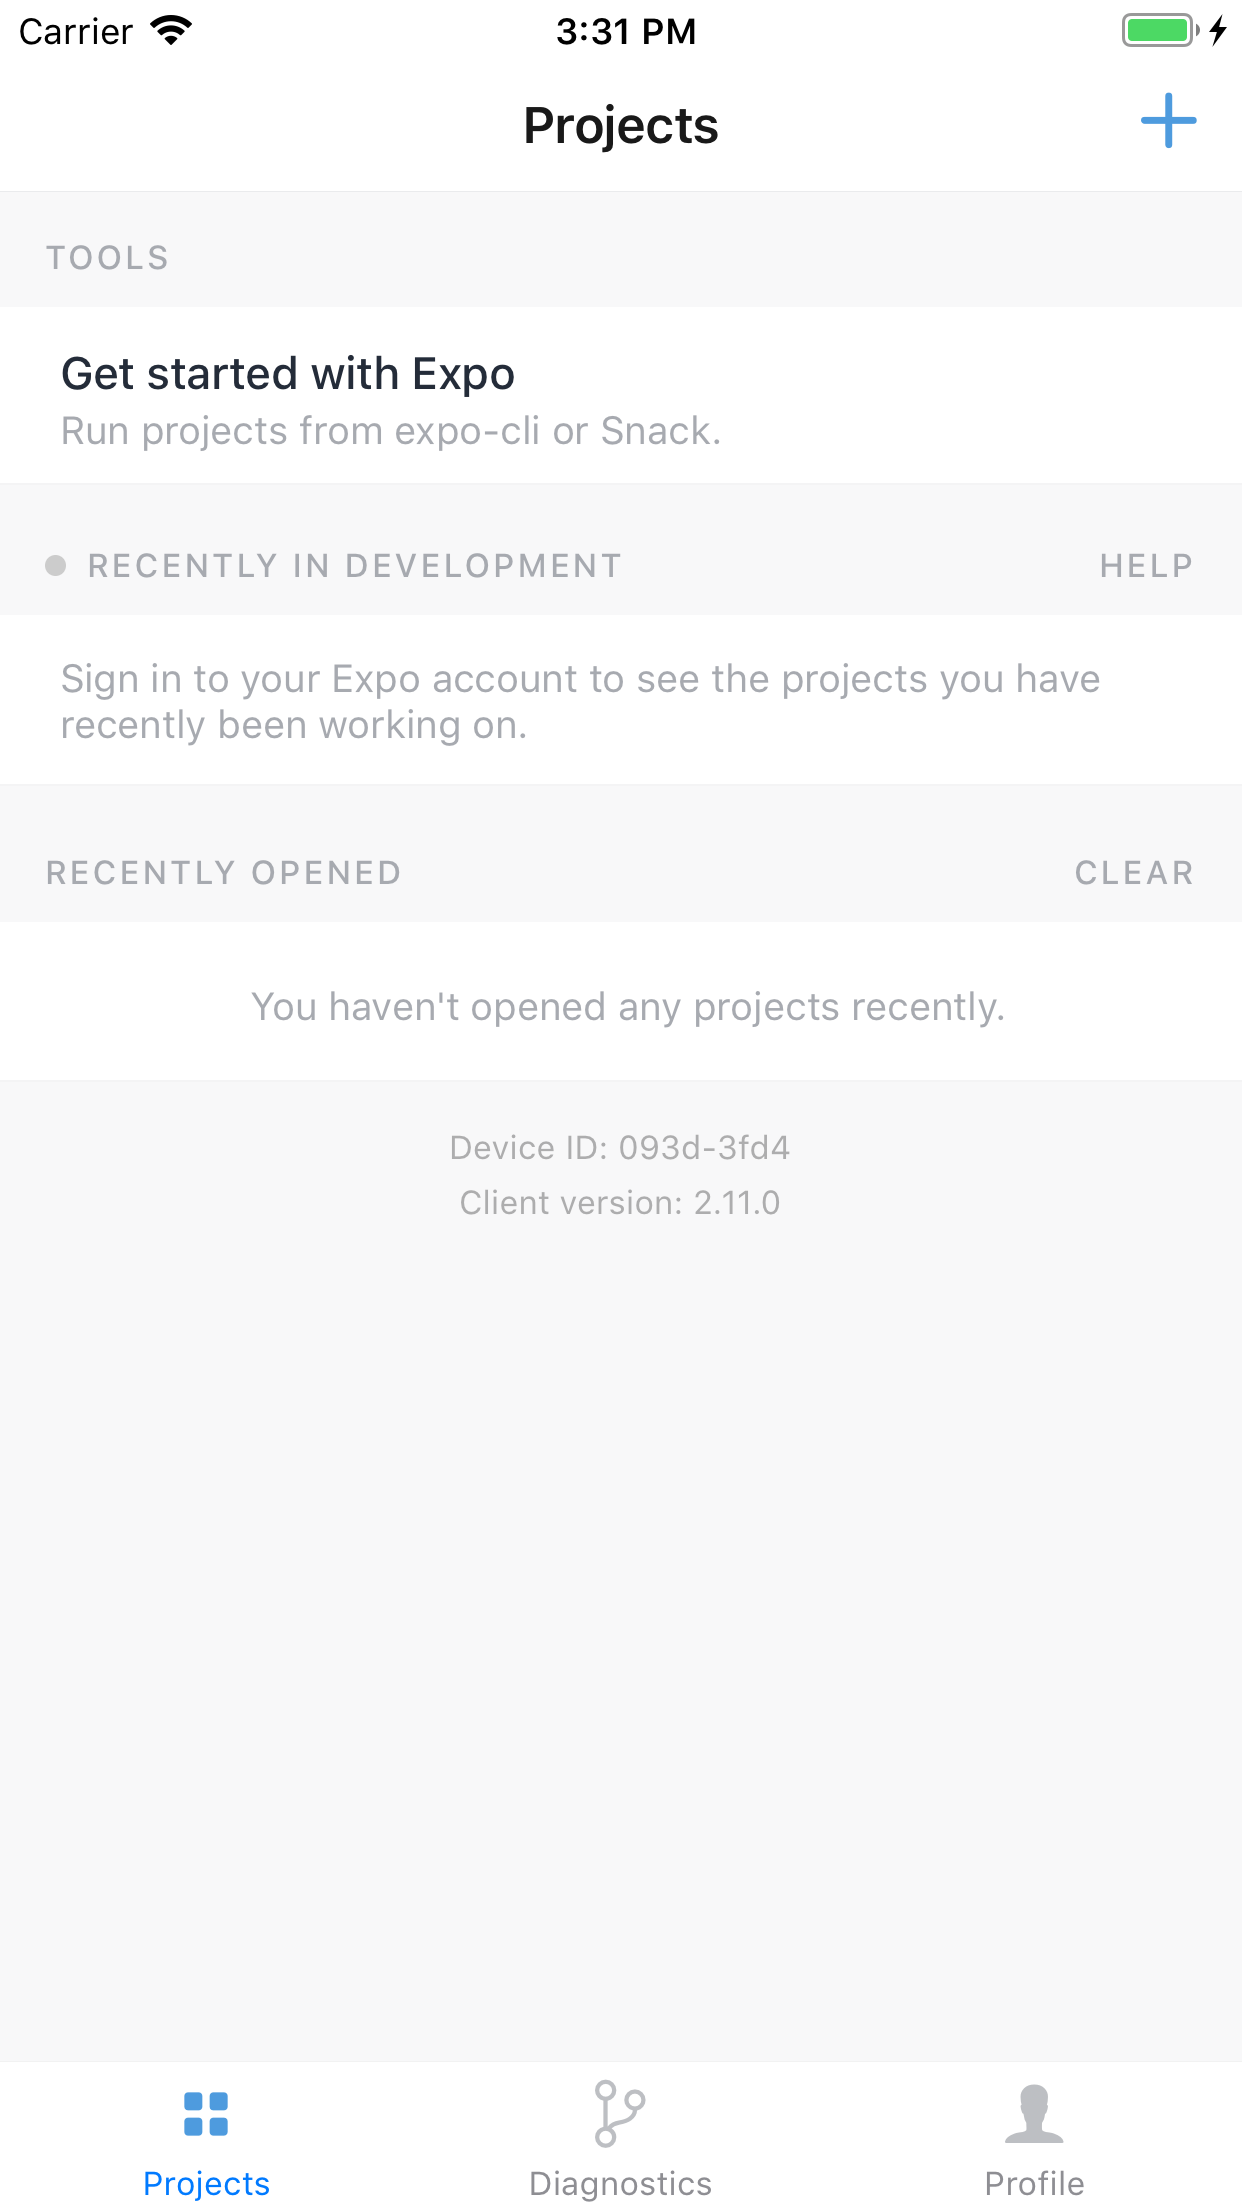 Carrier 3:31 PM
Projects
TOOLS
Get started with Expo
Run projects from expo-cli or Snack.
RECENTLY IN DEVELOPMENT HELP
Sign in to your Expo account to see the projects you have
recently been working on.
RECENTLY OPENED CLEAR
You haven't opened any projects recently.
Device ID: 093d-3fd4
Client version: 2.11.0
Projects Diagnostics Profile